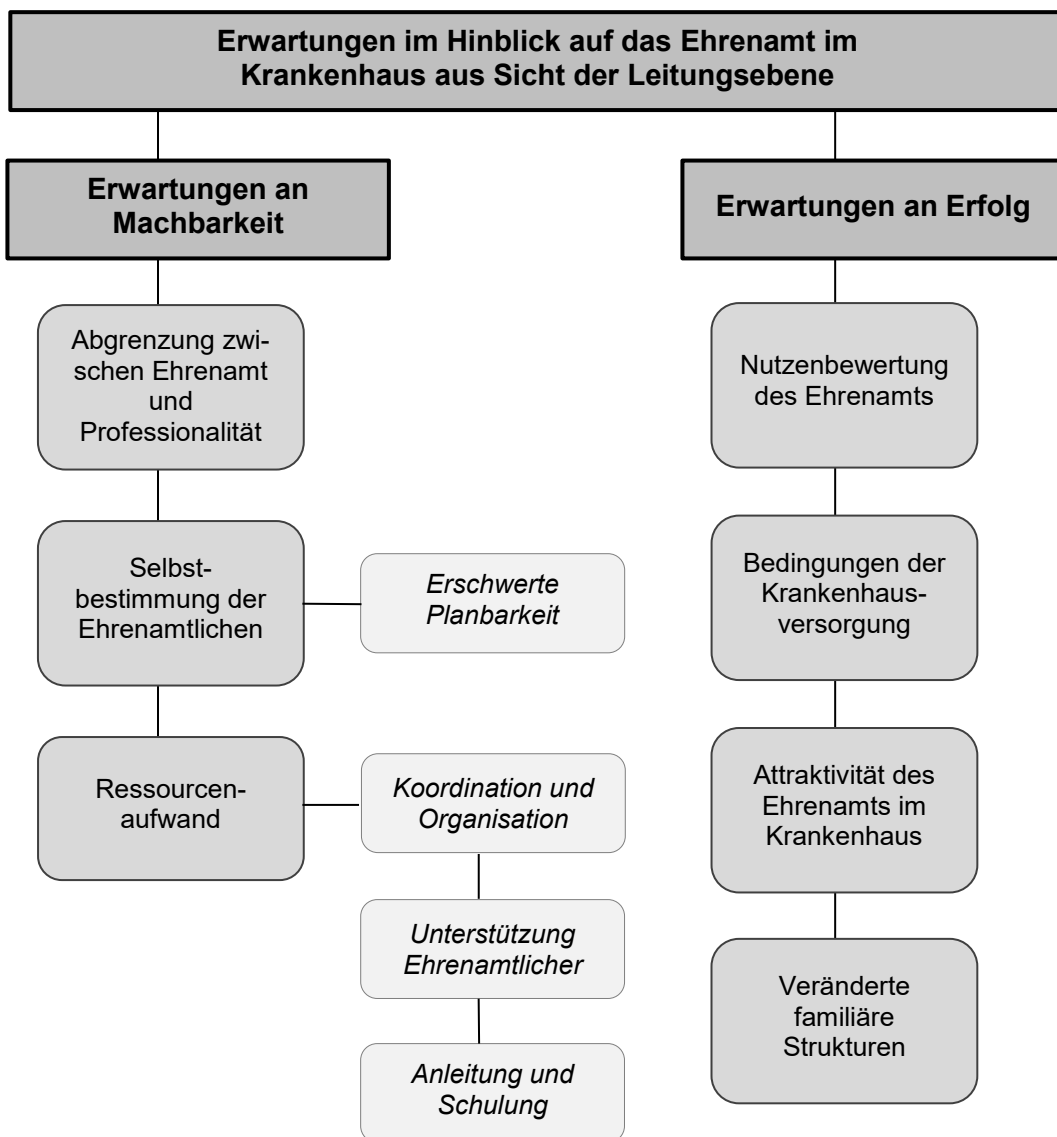 Erwartungen im Hinblick auf das Ehrenamt im
Krankenhaus aus Sicht der Leitungsebene
Erwartungen an
Machbarkeit
Abgrenzung zwi-
schen Ehrenamt
und
Professionalität
Selbst-
bestimmung der
Ehrenamtlichen
Erschwerte
Planbarkeit
Ressourcen-
aufwand
Koordination und
Organisation
Unterstützung
Ehrenamtlicher
Anleitung und
Schulung
Erwartungen an Erfolg
Nutzenbewertung
des Ehrenamts
Bedingungen der
Krankenhaus-
versorgung
Attraktivität des
Ehrenamts im
Krankenhaus
Veränderte
familiäre
Strukturen